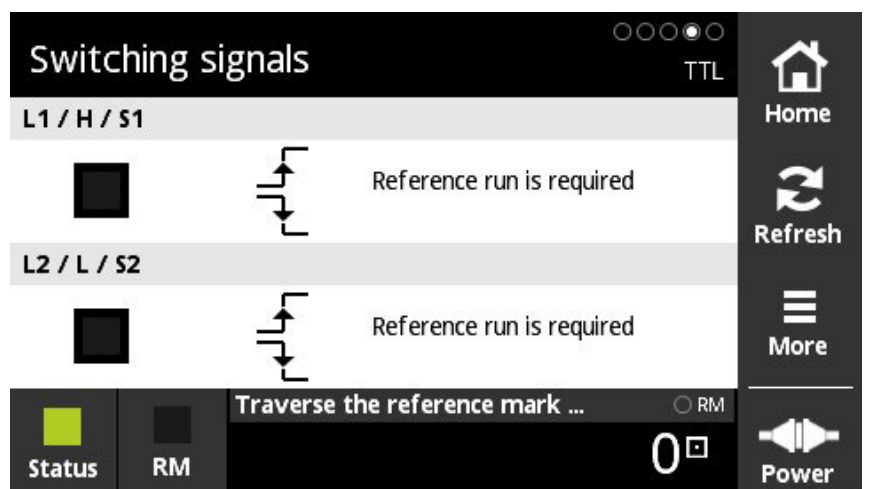 Switching signals
TTL
L1 / H / S1
Reference run is required
L2 / L / S2
Reference run is required
Traverse the reference mark ...
RM
0
Status
RM
Home
Refresh
More
Power